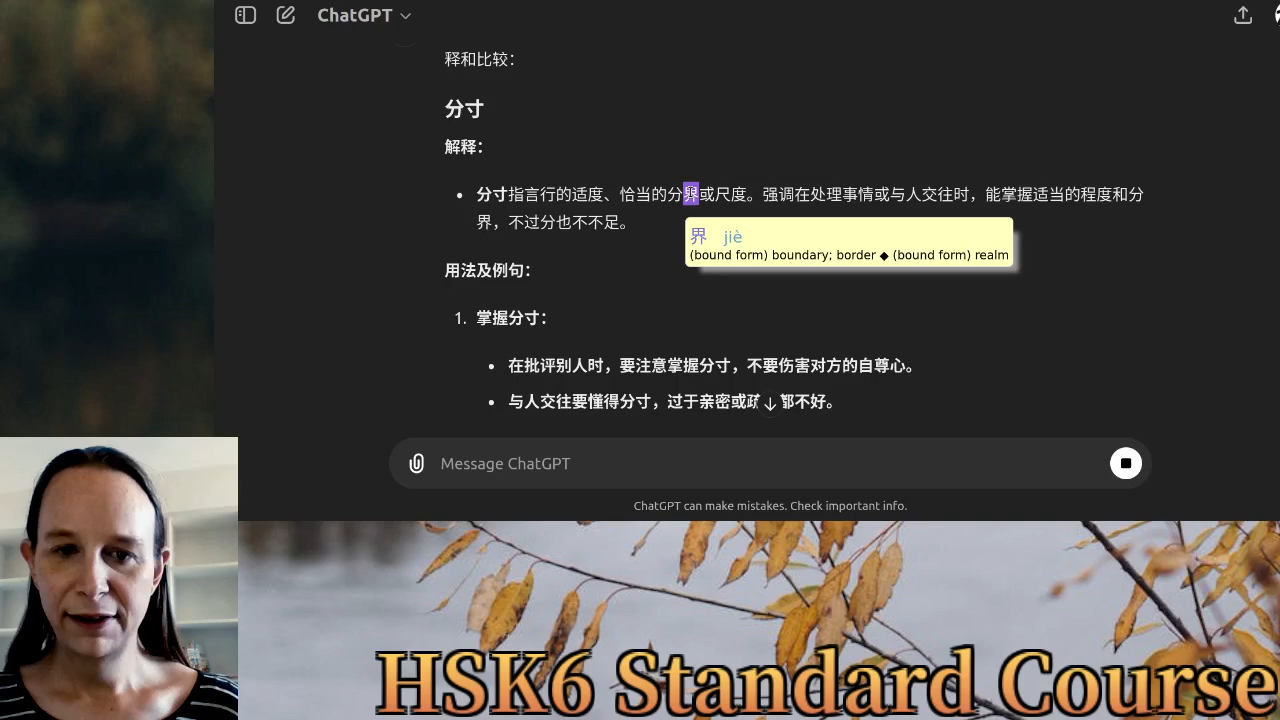 ChatGPT
释和比较：
分寸
解释：
• 分寸指言行的适度、恰当的分界或尺度。强调在处理事情或与人交往时，能掌握适当的程度和分
界，不过分也不不足。
界 jiè
(bound form) boundary; border ◆ (bound form) realm
用法及例句：
1. 掌握分寸：
• 在批评别人时，要注意掌握分寸，不要伤害对方的自尊心。
• 与人交往要懂得分寸，过于亲密或 都不好。
Message ChatGPT
ChatGPT can make mistakes. Check important info.
HSK6 Standard Course